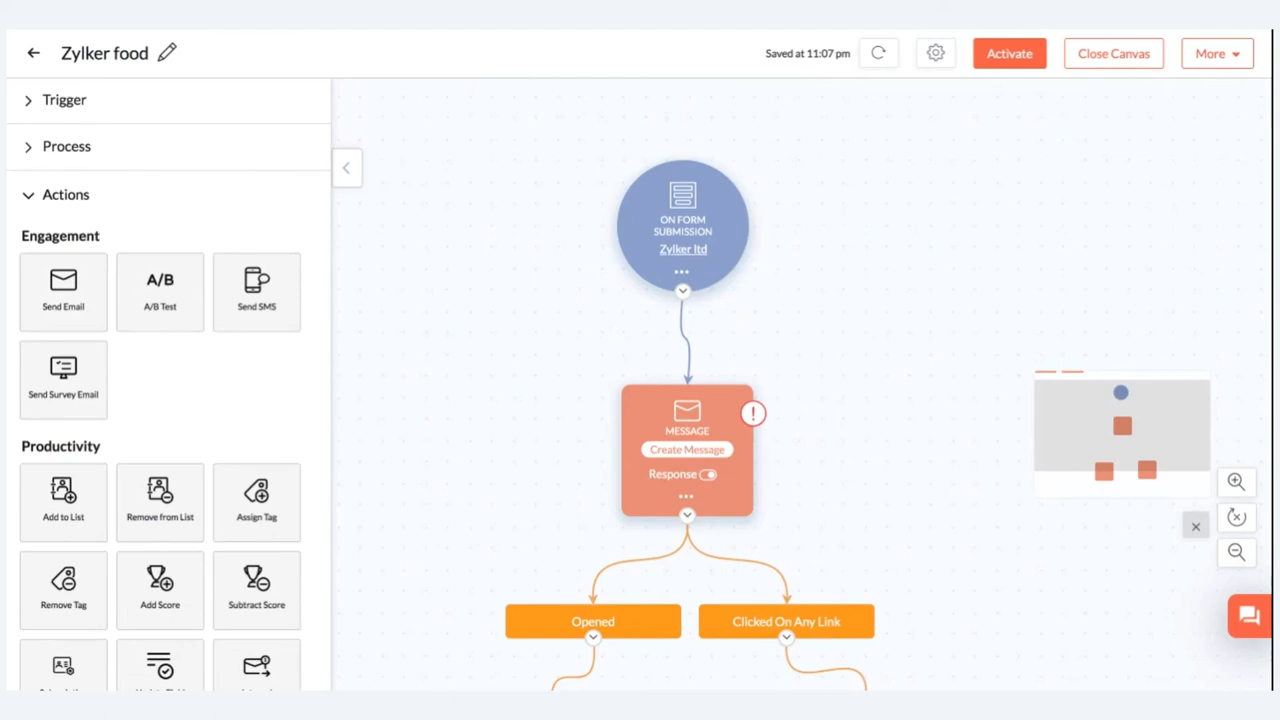 Zylker food
Saved at 11:07 pm
Activate
Close Canvas
More
Trigger
Process
Actions
Engagement
Send Email
A/B
A/B Test
Send SMS
Send Survey Email
Productivity
Add to List
Remove from List
Assign Tag
Remove Tag
Add Score
Subtract Score
ON FORM
SUBMISSION
Zylker ltd
MESSAGE
Create Message
Response
Opened
Clicked On Any Link